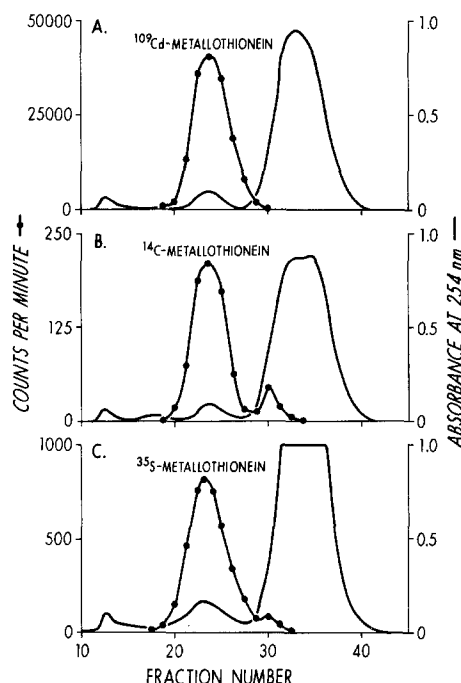 A.
¹⁰⁹Cd-METALLOTHIONEIN
50000
25000
0
1.0
0.5
0
B.
¹⁴C-METALLOTHIONEIN
250
125
0
1.0
0.5
0
C.
³⁵S-METALLOTHIONEIN
1000
500
0
1.0
0.5
0
10
20
30
40
COUNTS PER MINUTE
ABSORBANCE AT 254 nm
FRACTION NUMBER